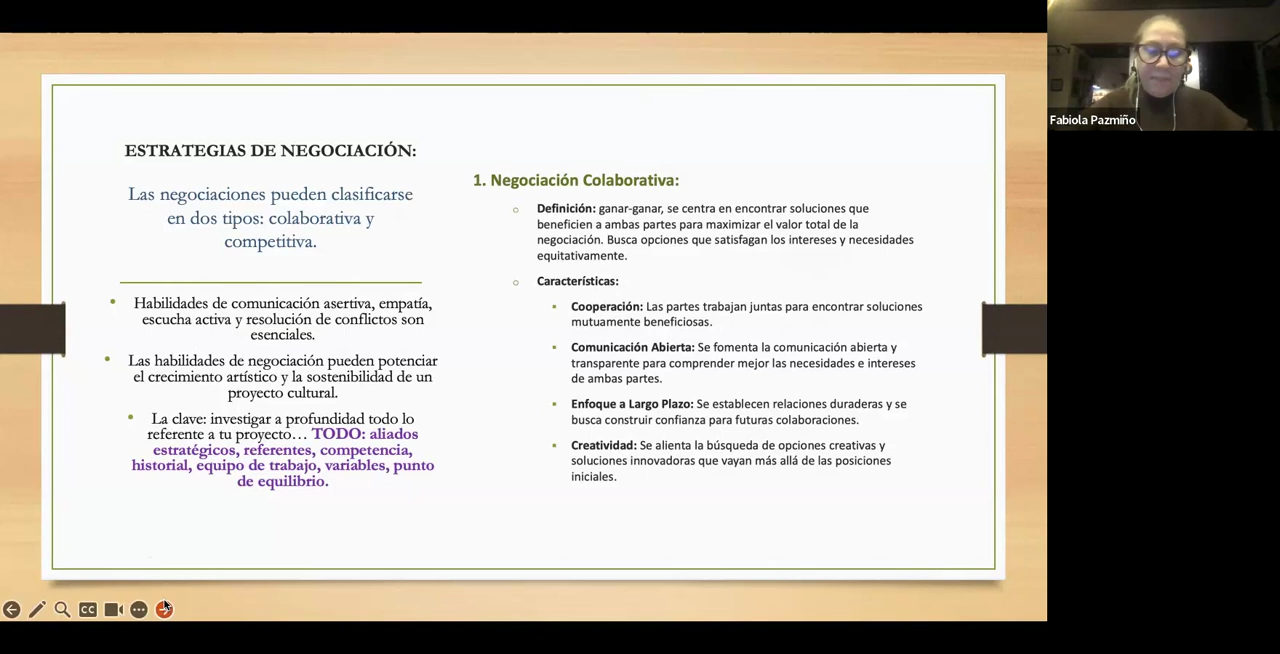 ESTRATEGIAS DE NEGOCIACIÓN:
Las negociaciones pueden clasificarse
en dos tipos: colaborativa y
competitiva.
• Habilidades de comunicación asertiva, empatía,
escucha activa y resolución de conflictos son
esenciales.
• Las habilidades de negociación pueden potenciar
el crecimiento artístico y la sostenibilidad de un
proyecto cultural.
• La clave: investigar a profundidad todo lo
referente a tu proyecto… TODO: aliados
estratégicos, referentes, competencia,
historial, equipo de trabajo, variables, punto
de equilibrio.
1. Negociación Colaborativa:
o Definición: ganar-ganar, se centra en encontrar soluciones que
beneficien a ambas partes para maximizar el valor total de la
negociación. Busca opciones que satisfagan los intereses y necesidades
equitativamente.
o Características:
▪ Cooperación: Las partes trabajan juntas para encontrar soluciones
mutuamente beneficiosas.
▪ Comunicación Abierta: Se fomenta la comunicación abierta y
transparente para comprender mejor las necesidades e intereses
de ambas partes.
▪ Enfoque a Largo Plazo: Se establecen relaciones duraderas y se
busca construir confianza para futuras colaboraciones.
▪ Creatividad: Se alienta la búsqueda de opciones creativas y
soluciones innovadoras que vayan más allá de las posiciones
iniciales.
Fabiola Pazmiño
CC